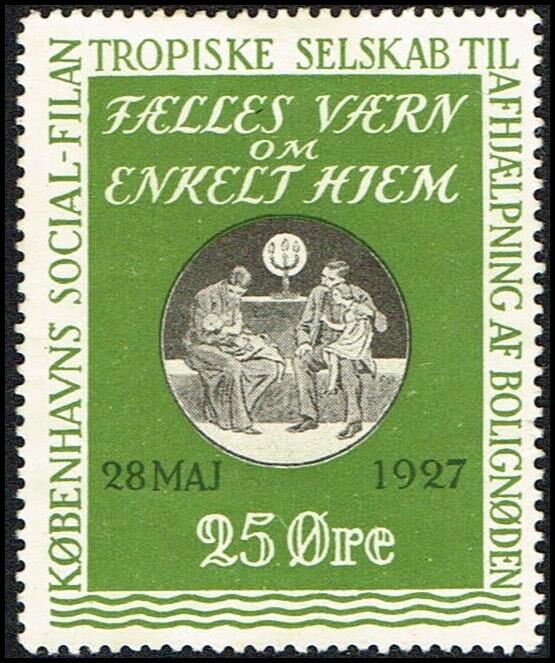 KØBENHAVNS SOCIAL-FILAN
TROPISKE SELSKAB TIL
AFHJÆLPNING AF BOLIGNØDEN
FÆLLES VÆRN
OM
ENKELT HJEM
28 MAJ 1927
25 Øre